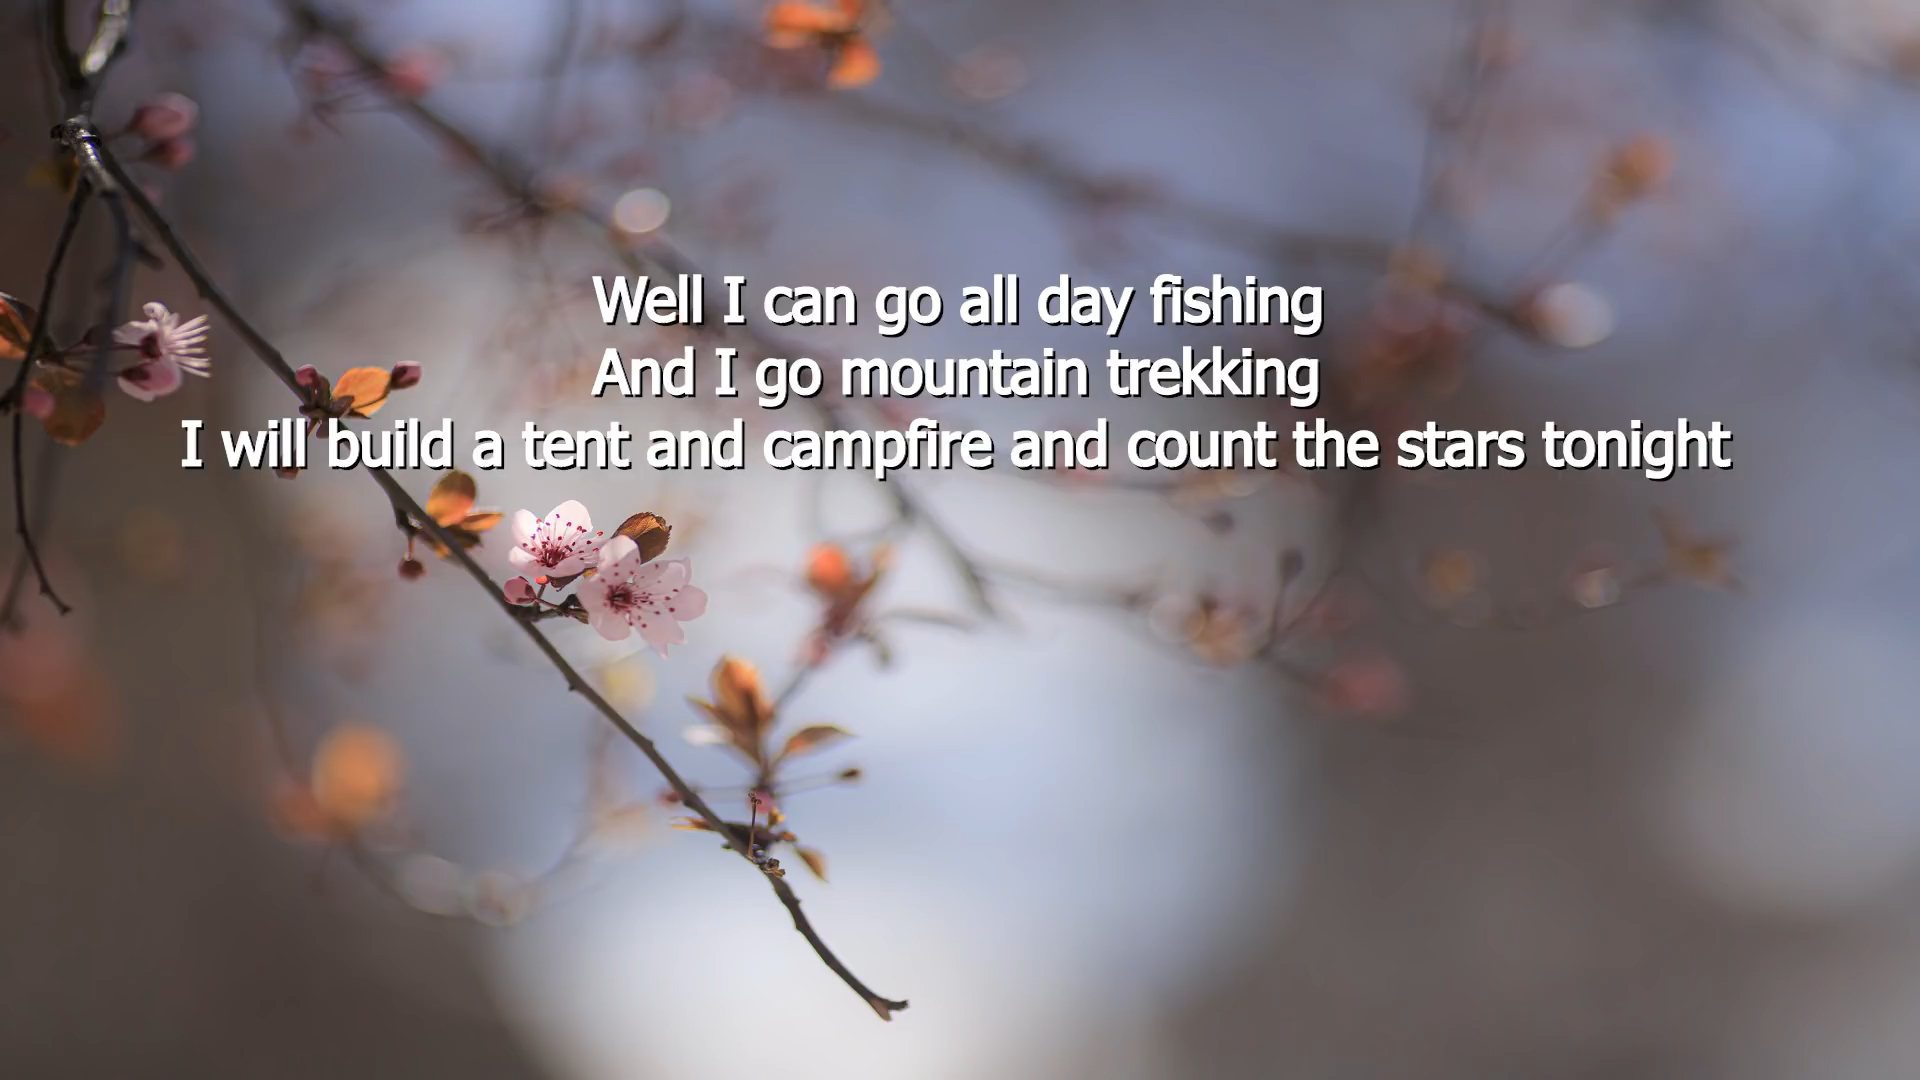 Well I can go all day fishing
And I go mountain trekking
I will build a tent and campfire and count the stars tonight